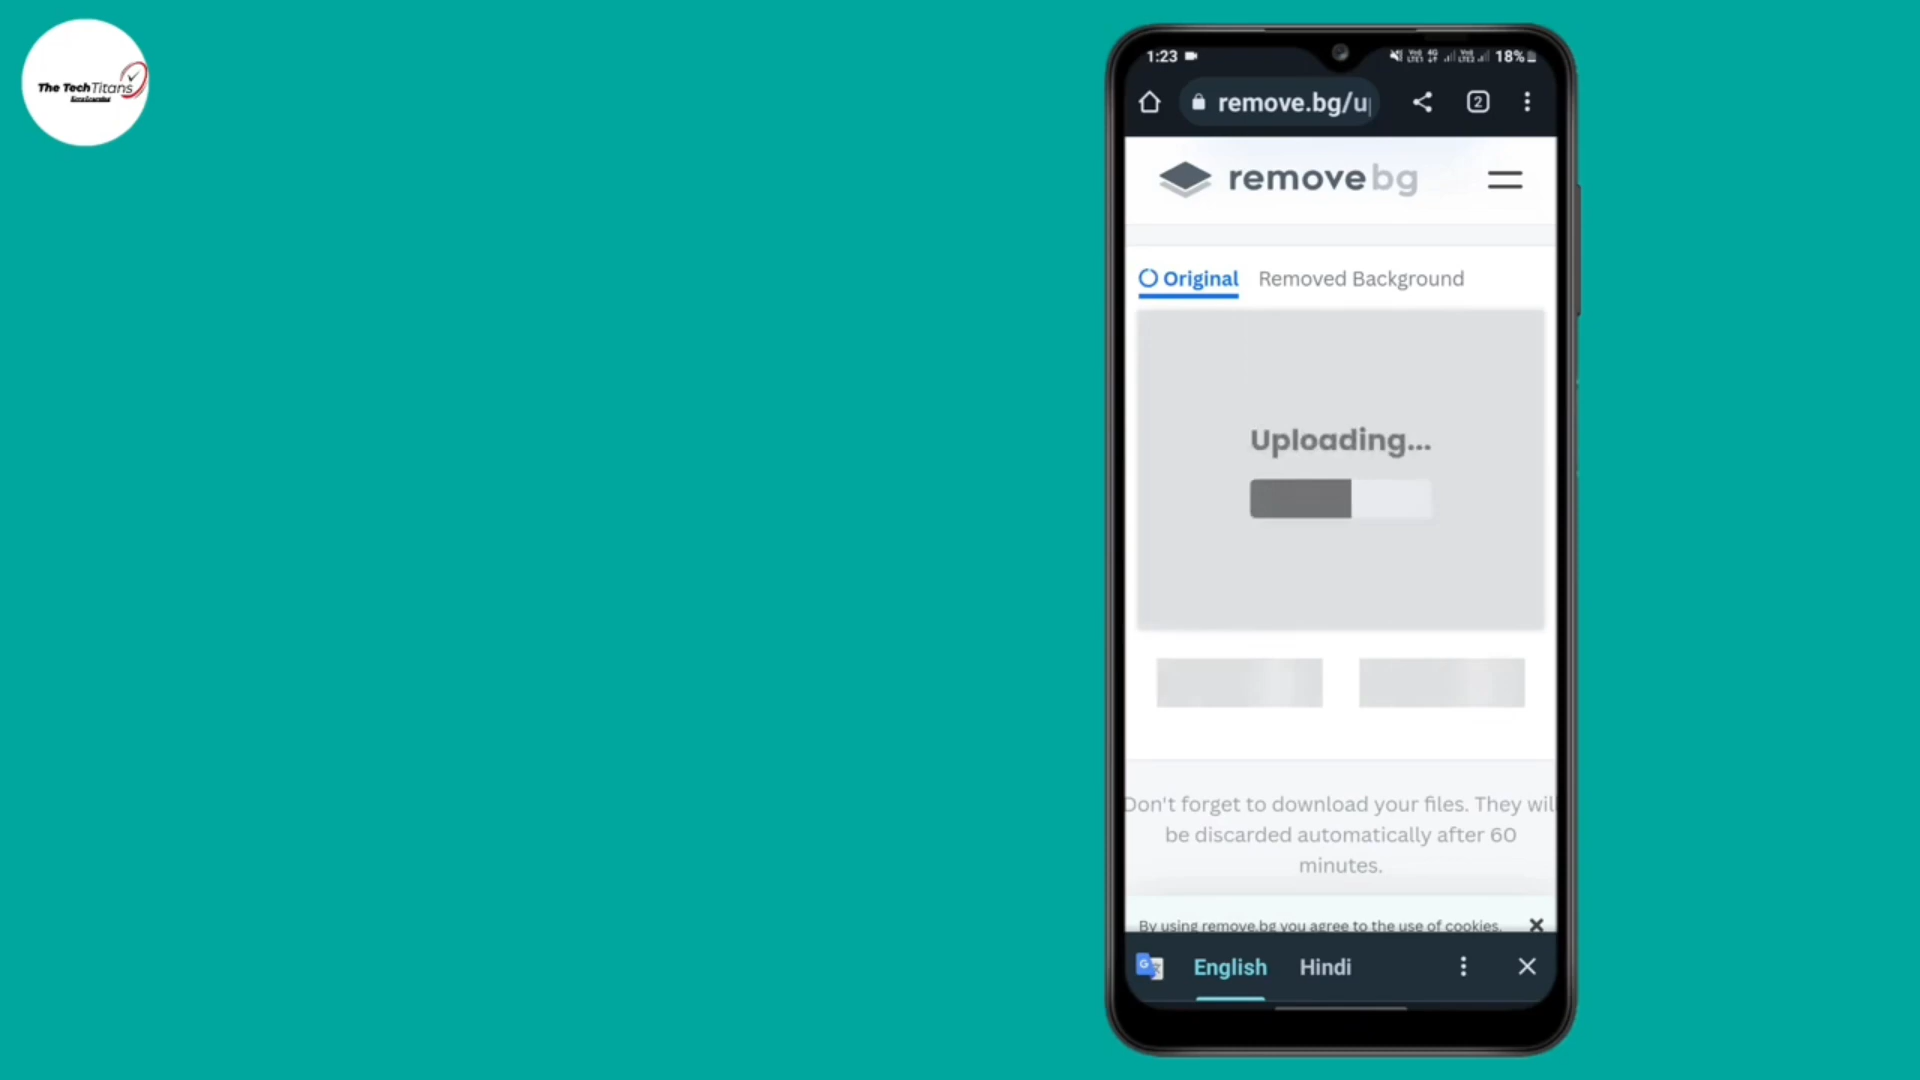 The Tech Titans
1:23
18%
remove.bg/u
2
remove bg
Original
Removed Background
Uploading...
Don't forget to download your files. They will
be discarded automatically after 60
minutes.
By using remove.bg you agree to the use of cookies.
English
Hindi